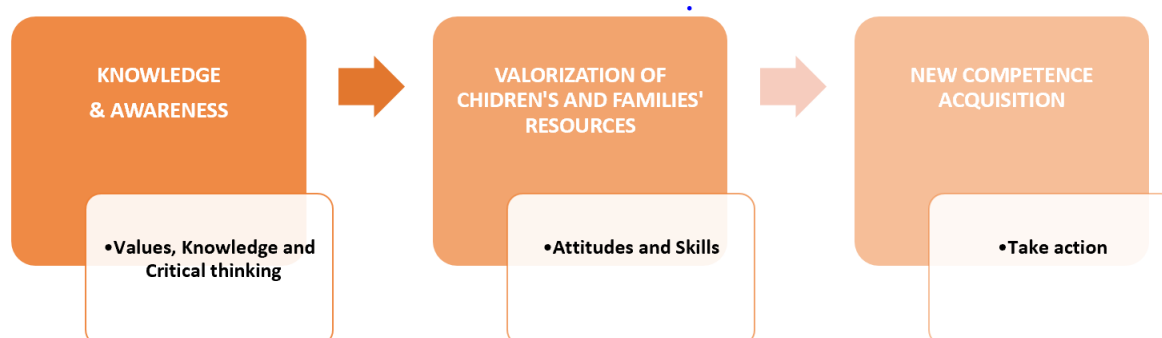 KNOWLEDGE
& AWARENESS
•Values, Knowledge and
Critical thinking
VALORIZATION OF
CHIDREN'S AND FAMILIES'
RESOURCES
•Attitudes and Skills
NEW COMPETENCE
ACQUISITION
•Take action